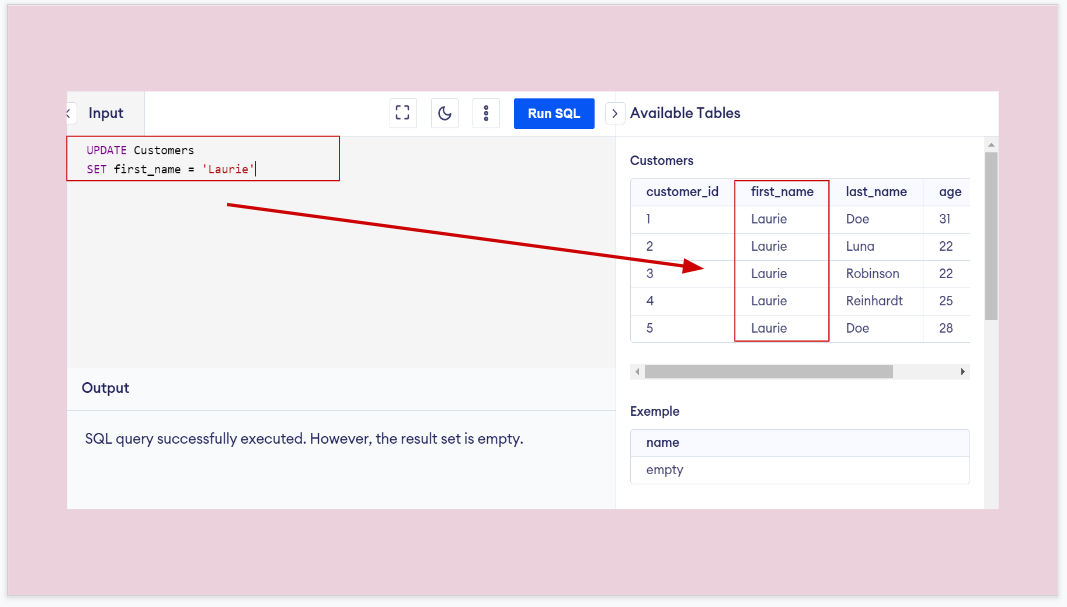 Input
Run SQL
UPDATE Customers
SET first_name = 'Laurie'
Output
SQL query successfully executed. However, the result set is empty.
Available Tables
Customers
customer_id first_name last_name age
1 Laurie Doe 31
2 Laurie Luna 22
3 Laurie Robinson 22
4 Laurie Reinhardt 25
5 Laurie Doe 28
Exemple
name
empty